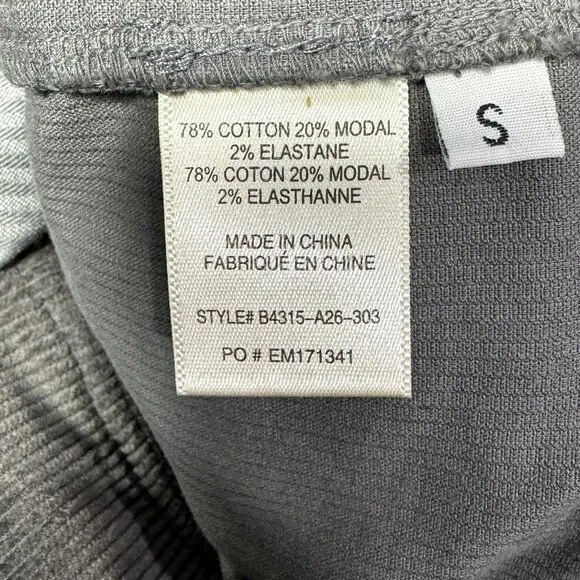 78% COTTON 20% MODAL
2% ELASTANE
78% COTON 20% MODAL
2% ELASTHANNE
MADE IN CHINA
FABRIQUÉ EN CHINE
STYLE# B4315-A26-303
PO # EM171341
S